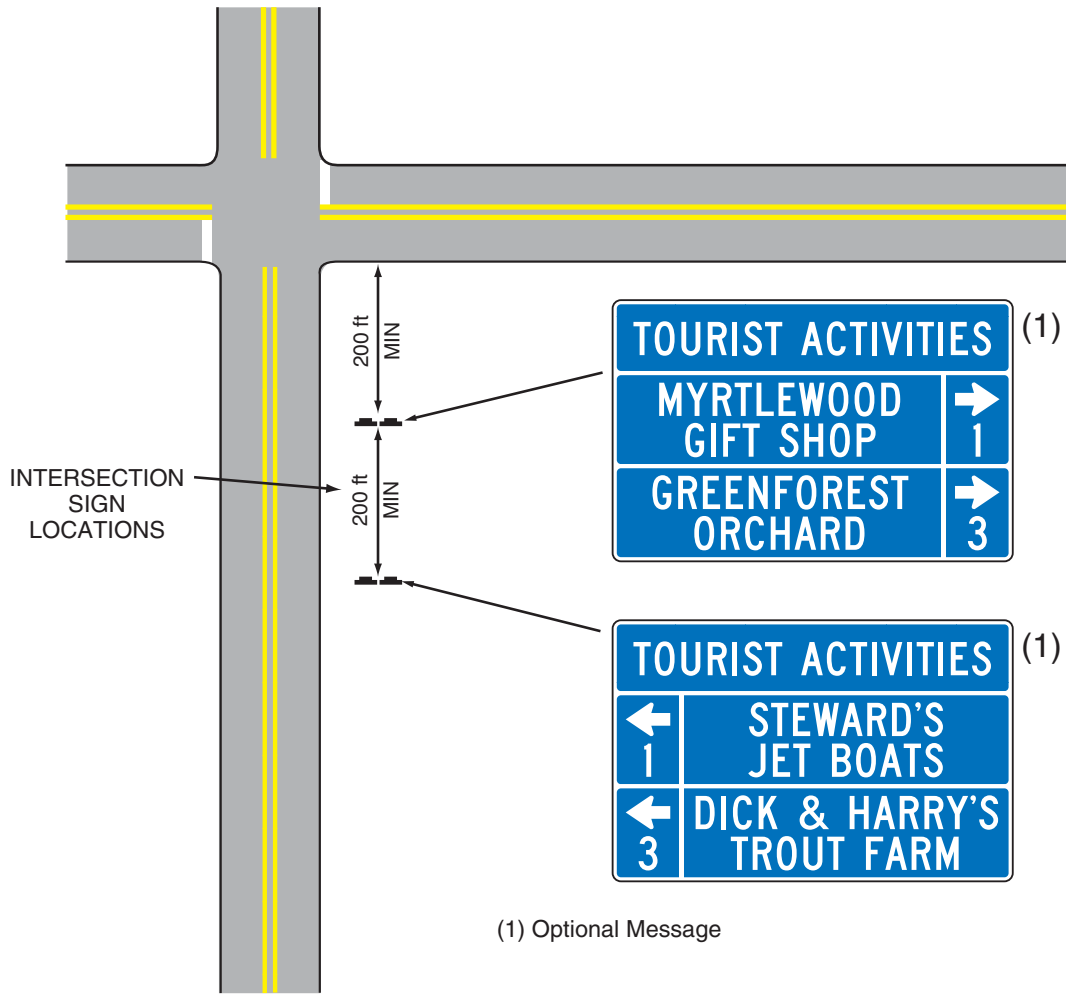 200 ft
MIN
200 ft
MIN
INTERSECTION
SIGN
LOCATIONS
TOURIST ACTIVITIES
(1)
MYRTLEWOOD
GIFT SHOP
1
GREENFOREST
ORCHARD
3
TOURIST ACTIVITIES
(1)
1
STEWARD'S
JET BOATS
3
DICK & HARRY'S
TROUT FARM
(1) Optional Message